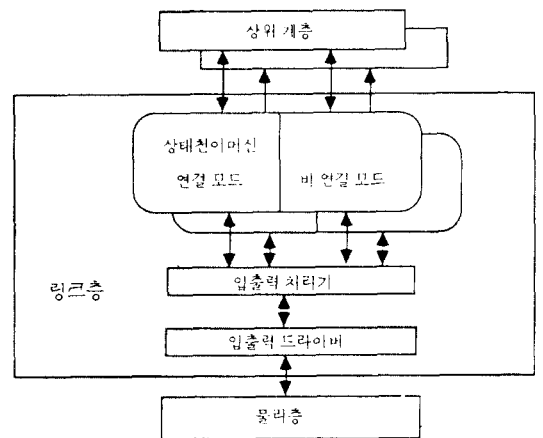 상위 계층
상태천이머신
연결 모드
비 연결 모드
입출력 처리기
링크층
입출력 드라이버
물리층